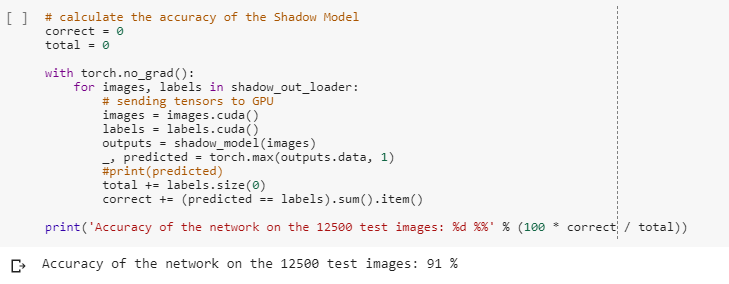 [ ] # calculate the accuracy of the Shadow Model
correct = 0
total = 0
with torch.no_grad():
for images, labels in shadow_out_loader:
# sending tensors to GPU
images = images.cuda()
labels = labels.cuda()
outputs = shadow_model(images)
_, predicted = torch.max(outputs.data, 1)
#print(predicted)
total += labels.size(0)
correct += (predicted == labels).sum().item()
print('Accuracy of the network on the 12500 test images: %d %%' % (100 * correct / total))
Accuracy of the network on the 12500 test images: 91 %